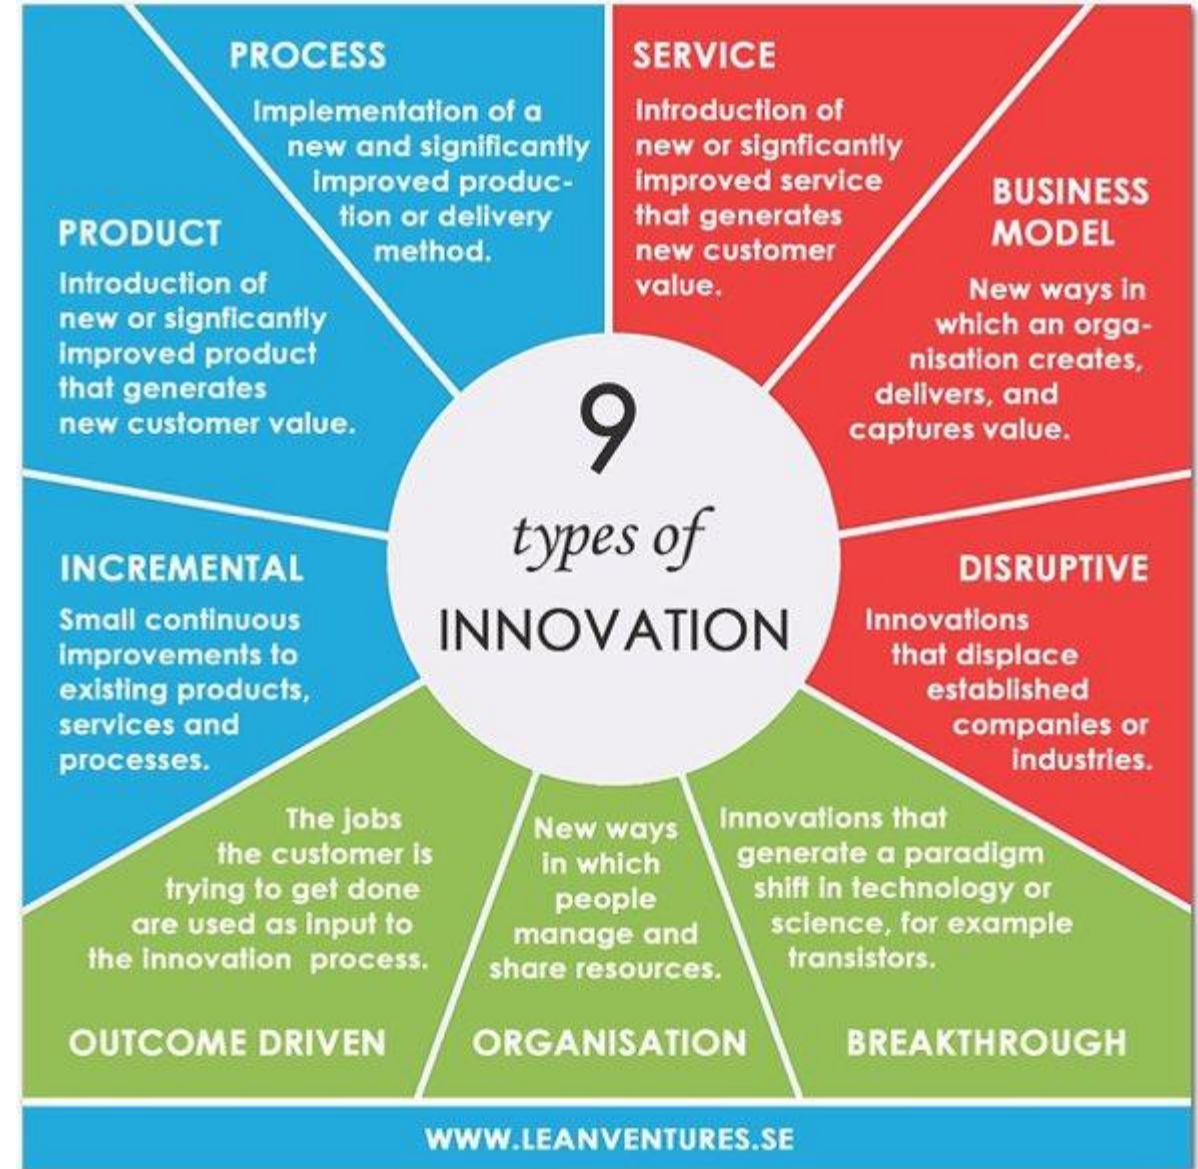 PROCESS
Implementation of a
new and significantly
improved produc-
tion or delivery
method.
SERVICE
Introduction of
new or signficantly
improved service
that generates
new customer
value.
BUSINESS
MODEL
New ways in
which an orga-
nisation creates,
delivers, and
captures value.
PRODUCT
Introduction of
new or signficantly
improved product
that generates
new customer value.
9
types of
INNOVATION
INCREMENTAL
Small continuous
improvements to
existing products,
services and
processes.
DISRUPTIVE
Innovations
that displace
established
companies or
industries.
The jobs
the customer is
trying to get done
are used as input to
the innovation process.
OUTCOME DRIVEN
New ways
in which
people
manage and
share resources.
ORGANISATION
Innovations that
generate a paradigm
shift in technology or
science, for example
transistors.
BREAKTHROUGH
WWW.LEANVENTURES.SE